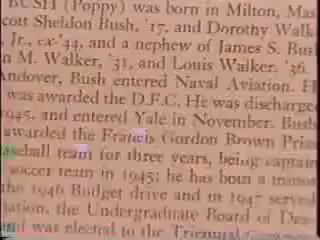 BUSH (Poppy) was born in Milton, Mas
cott Sheldon Bush, '17, and Dorothy Walk
, Jr., ex-'44, and a nephew of James S. Bus
n M. Walker, '31, and Louis Walker, '36.
Andover, Bush entered Naval Aviation. H
was awarded the D.F.C. He was discharge
1945, and entered Yale in November. Bush
awarded the Francis Gordon Brown Priz
aseball team for three years, being captain
soccer team in 1945; he has been a
the 1946 Budget drive and in 1947 served
the Undergraduate Board of
and was elected to the Triennial